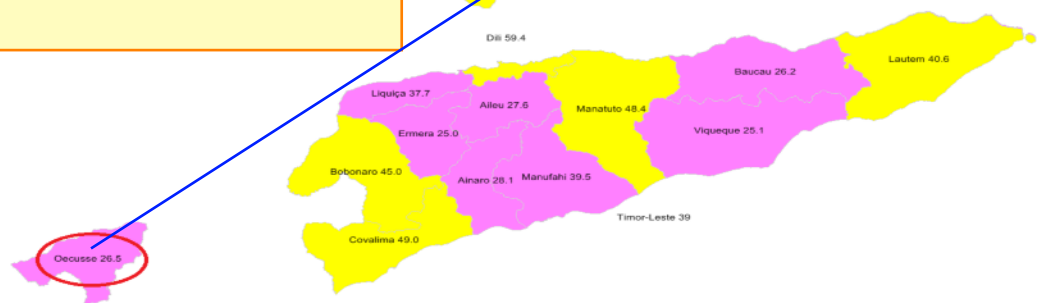 Dili 59.4
Lautem 40.6
Baucau 26.2
Liquiça 37.7
Aileu 27.6
Manatuto 48.4
Ermera 25.0
Viqueque 25.1
Bobonaro 45.0
Ainaro 28.1
Manufahi 39.5
Timor-Leste 39
Covalima 49.0
Oecusse 26.5